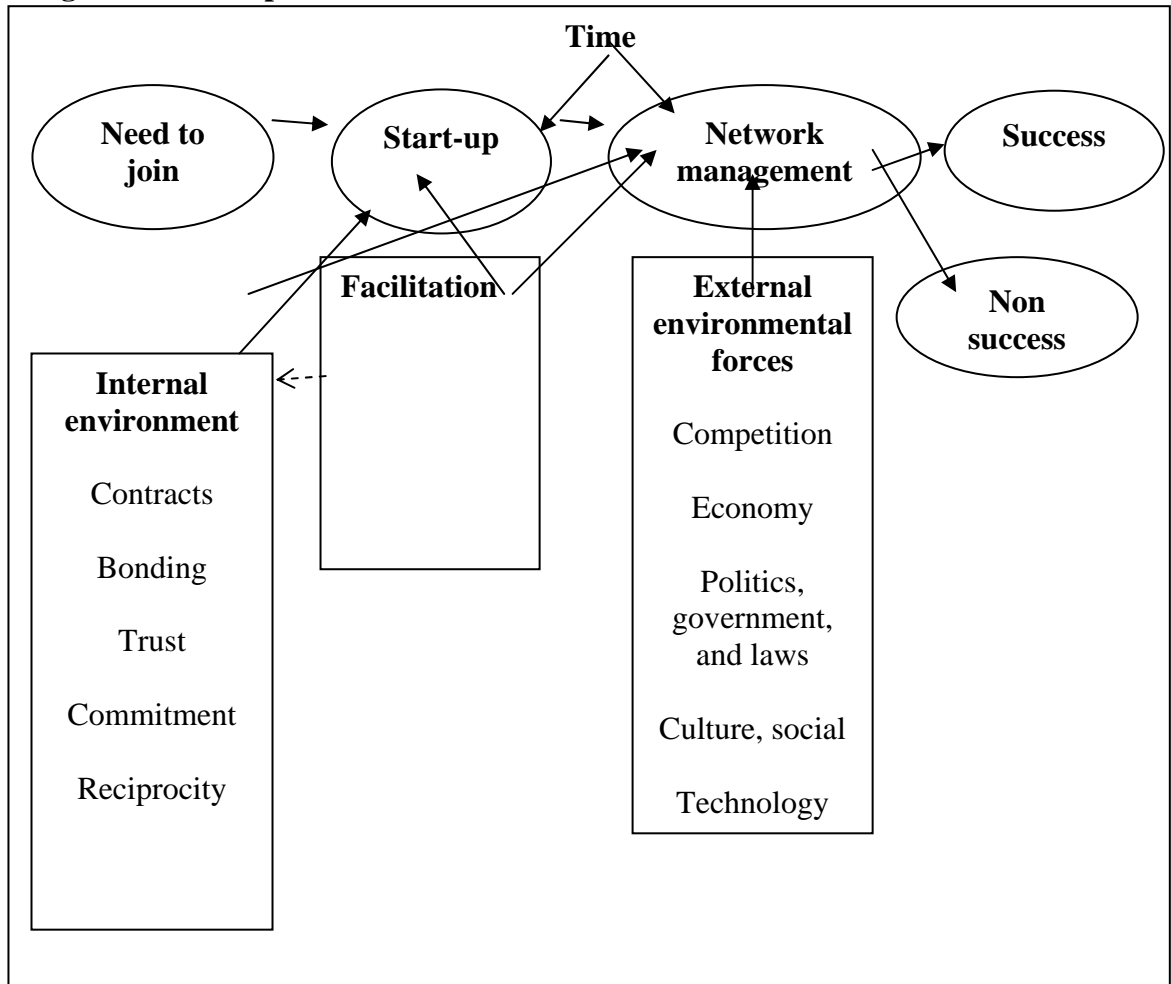 Time
Need to
join
Start-up
Network
management
Success
Facilitation
External
environmental
forces
Non
success
Internal
environment
Contracts
Bonding
Trust
Commitment
Reciprocity
Competition
Economy
Politics,
government,
and laws
Culture, social
Technology